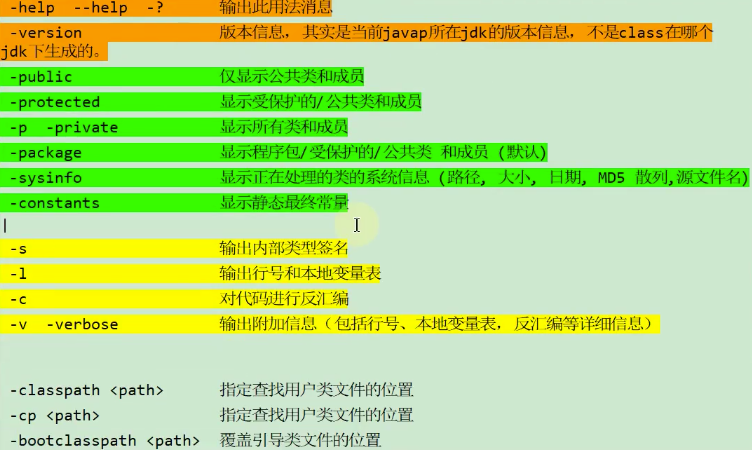 -help  --help  -?        输出此用法消息
-version                 版本信息, 其实是当前javap所在jdk的版本信息, 不是class在哪个
jdk下生成的。
-public                  仅显示公共类和成员
-protected               显示受保护的/公共类和成员
-p  -private             显示所有类和成员
-package                 显示程序包/受保护的/公共类 和成员 (默认)
-sysinfo                 显示正在处理的类的系统信息 (路径, 大小, 日期, MD5 散列,源文件名)
-constants               显示静态最终常量
-s                       输出内部类型签名
-l                       输出行号和本地变量表
-c                       对代码进行反汇编
-v  -verbose             输出附加信息（包括行号、本地变量表, 反汇编等详细信息）
-classpath <path>        指定查找用户类文件的位置
-cp <path>               指定查找用户类文件的位置
-bootclasspath <path>    覆盖引导类文件的位置